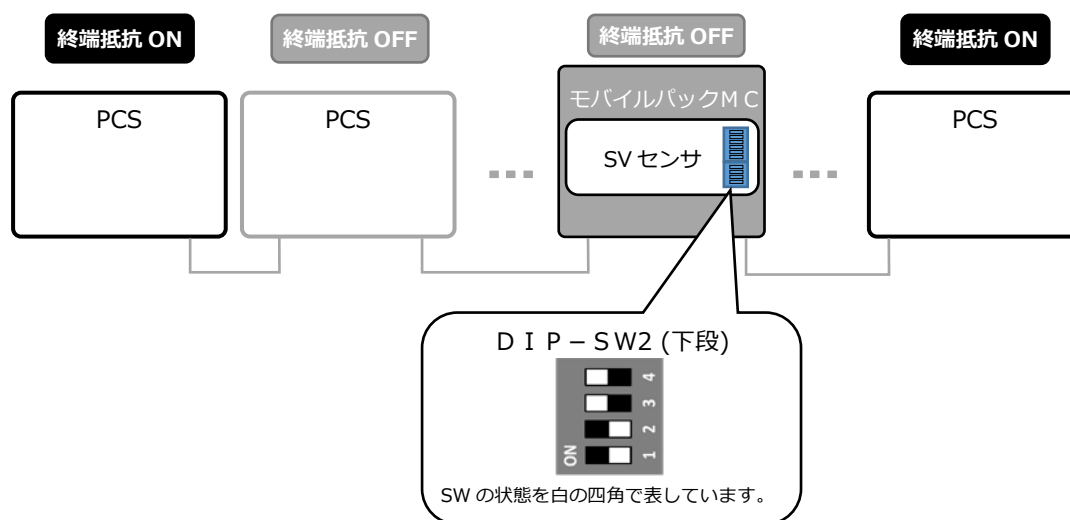 終端抵抗 ON
終端抵抗 OFF
終端抵抗 OFF
終端抵抗 ON
PCS
PCS
モバイルパックＭＣ
SV センサ
PCS
ＤＩＰ－ＳＷ2 (下段)
4
3
2
1
ON
SW の状態を白の四角で表しています。